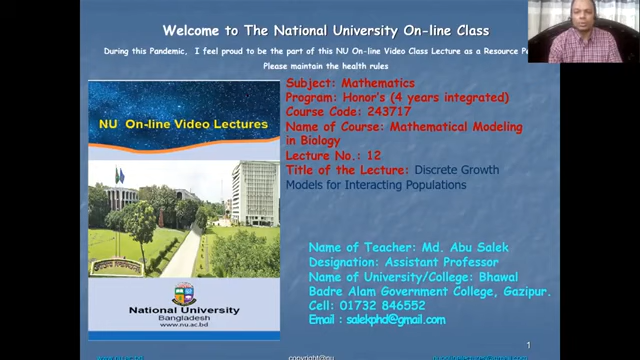 Welcome to The National University On-line Class
During this Pandemic, I feel proud to be the part of this NU On-line Video Class Lecture as a Resource
Please maintain the health rules
NU On-line Video Lectures
National University
Bangladesh
www.nu.ac.bd
Subject: Mathematics
Program: Honor's (4 years integrated)
Course Code: 243717
Name of Course: Mathematical Modeling
in Biology
Lecture No.: 12
Title of the Lecture: Discrete Growth
Models for Interacting Populations
Name of Teacher: Md. Abu Salek
Designation: Assistant Professor
Name of University/College: Bhawal
Badre Alam Government College, Gazipur.
Cell: 01732 846552
Email : salekphd@gmail.com
1
copyright@nu